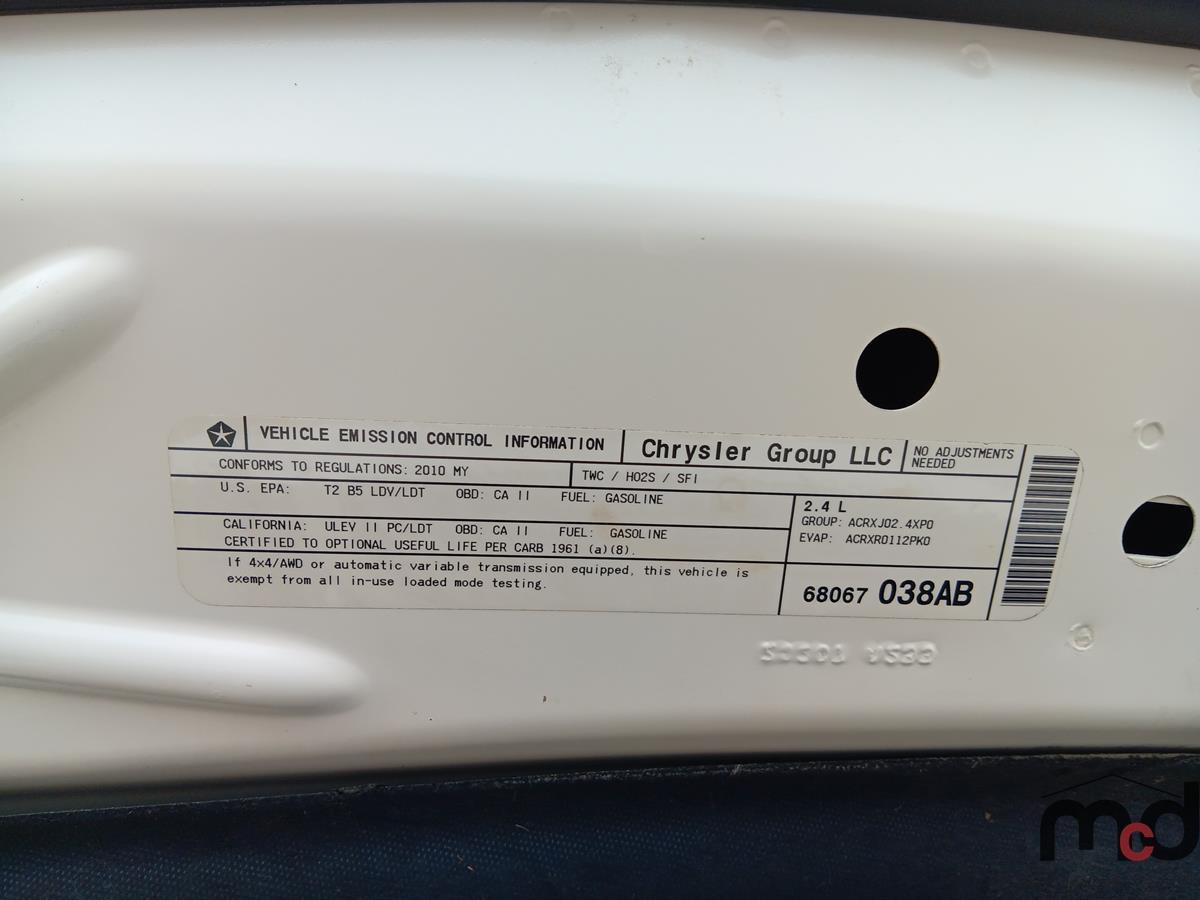 VEHICLE EMISSION CONTROL INFORMATION
Chrysler Group LLC
NO ADJUSTMENTS
NEEDED
CONFORMS TO REGULATIONS: 2010 MY
TWC / HO2S / SFI
U.S. EPA: T2 B5 LDV/LDT OBD: CA II FUEL: GASOLINE
CALIFORNIA: ULEV II PC/LDT OBD: CA II FUEL: GASOLINE
CERTIFIED TO OPTIONAL USEFUL LIFE PER CARB 1961 (a)(8).
2.4 L
GROUP: ACRXJ02.4XP0
EVAP: ACRXR0112PK0
If 4x4/AWD or automatic variable transmission equipped, this vehicle is
exempt from all in-use loaded mode testing.
68067 038AB
mcd